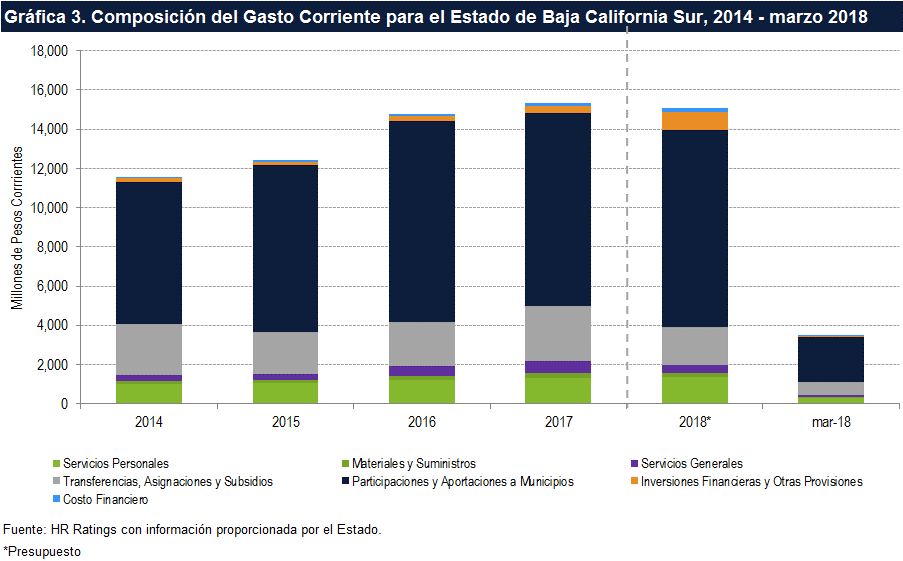 Gráfica 3. Composición del Gasto Corriente para el Estado de Baja California Sur, 2014 - marzo 2018
18,000
16,000
14,000
12,000
10,000
8,000
6,000
4,000
2,000
0
Millones de Pesos Corrrientes
2014 2015 2016 2017 2018* mar-18
Servicios Personales Materiales y Suministros Servicios Generales
Transferencias, Asignaciones y Subsidios Participaciones y Aportaciones a Municipios Inversiones Financieras y Otras Provisiones
Costo Financiero
Fuente: HR Ratings con información proporcionada por el Estado.
*Presupuesto